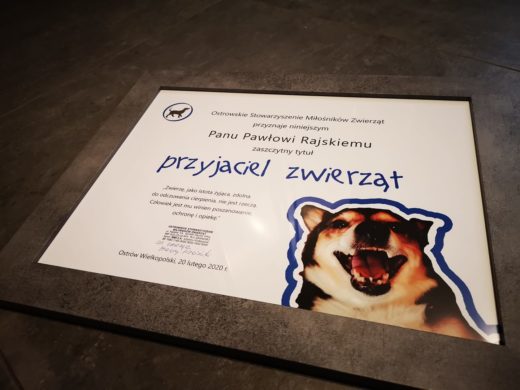 Ostrowskie Stowarzyszenie Miłośników Zwierząt
przyznaje niniejszym
Panu Pawłowi Rajskiemu
zaszczytny tytuł
przyjaciel zwierząt
„Zwierzę, jako istota żyjąca, zdolna
do odczuwania cierpienia, nie jest rzeczą.
Człowiek jest mu winien poszanowanie,
ochronę i opiekę."
Ostrów Wielkopolski, 20 lutego 2020 r.